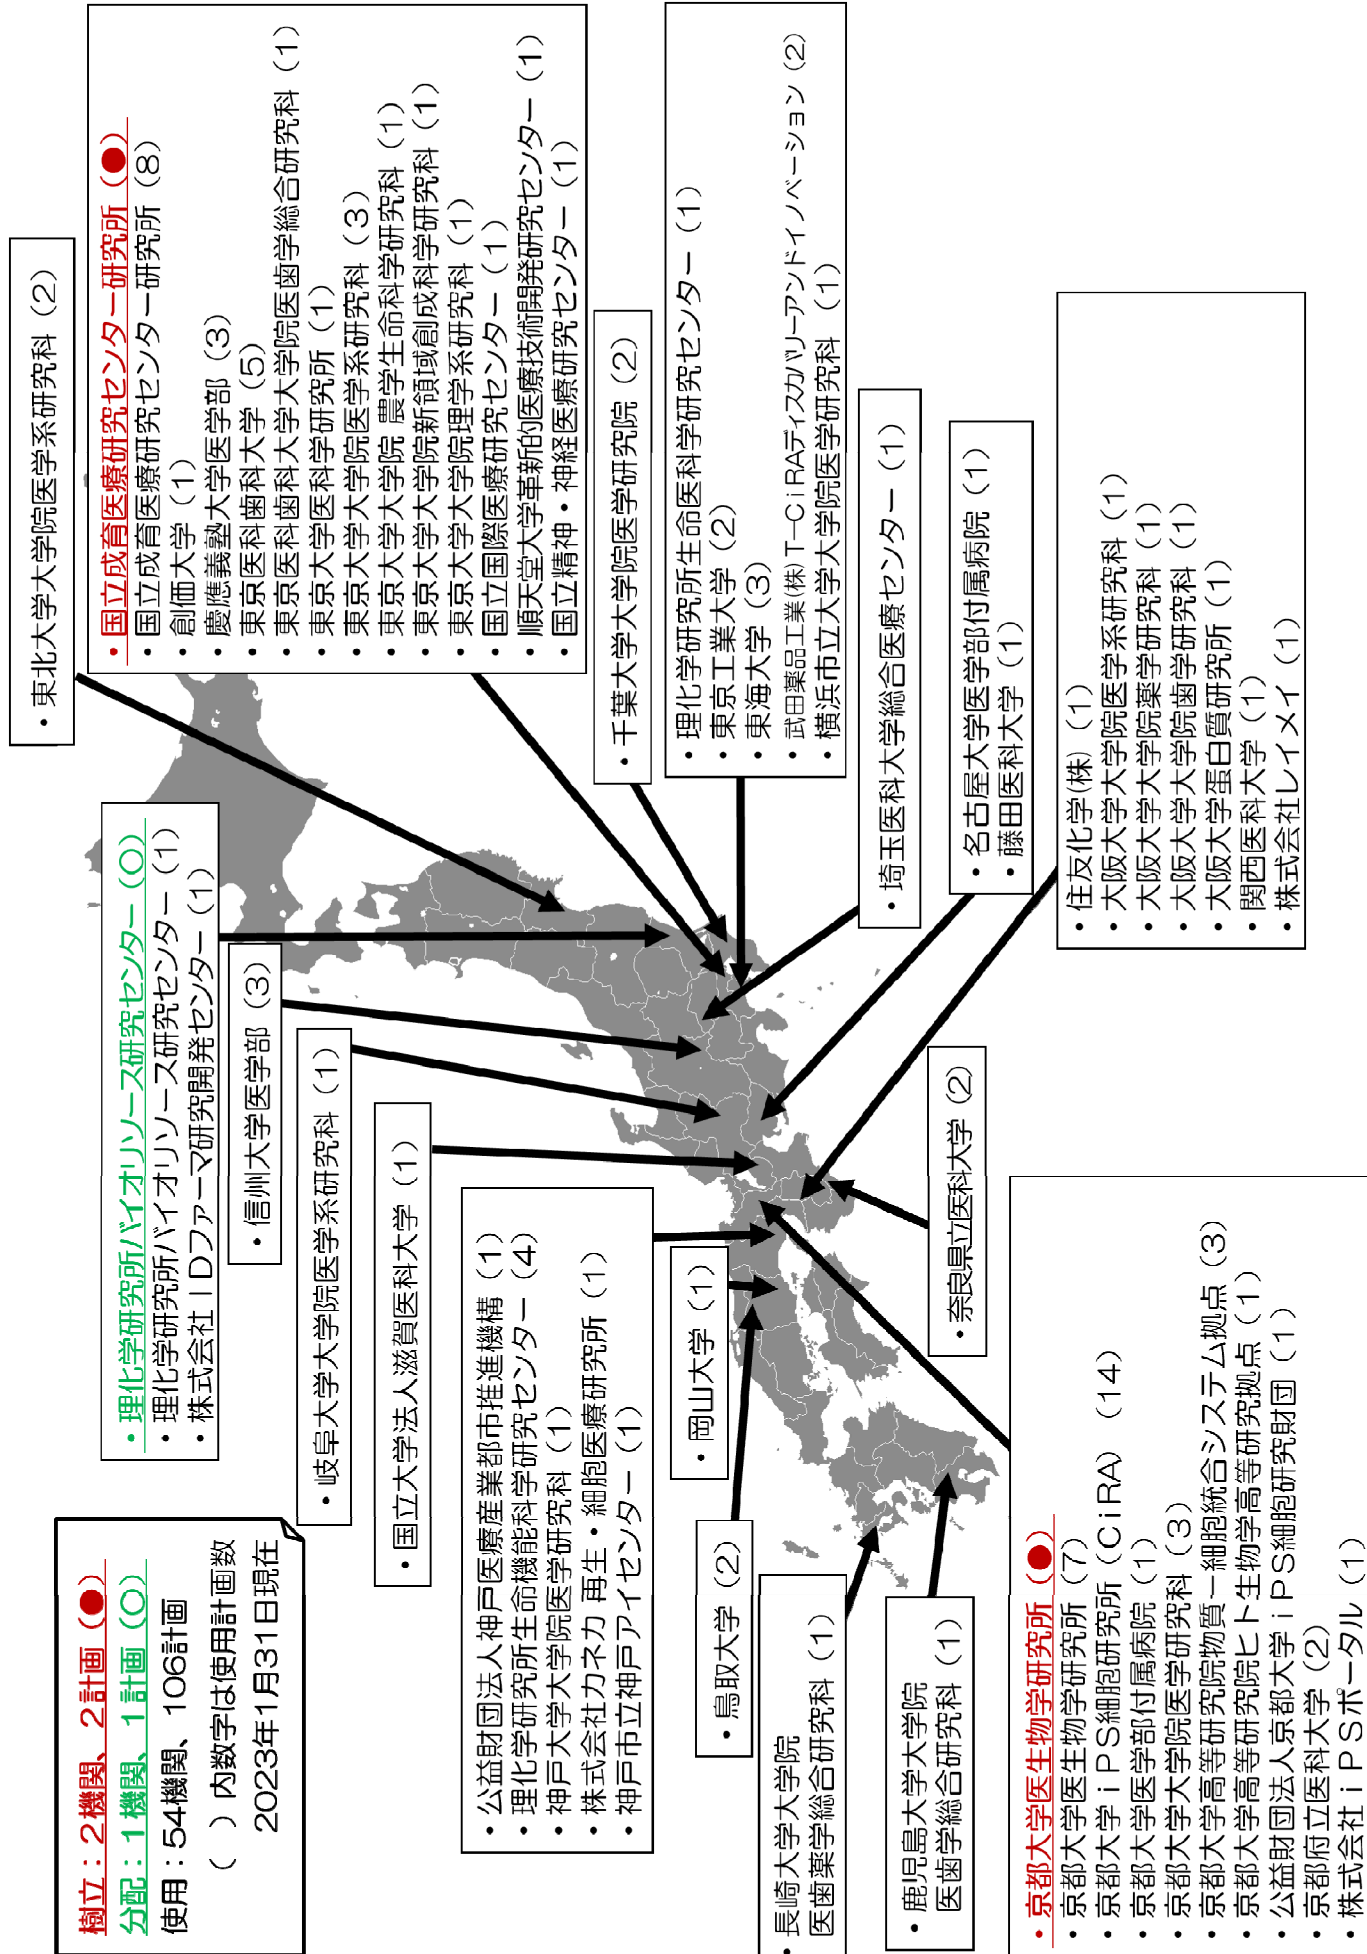 樹立：2機関、2計画（●）
分配：1機関、1計画（○）
使用：54機関、106計画
（　）内数字は使用計画数
2023年1月31日現在
・理化学研究所バイオリソース研究センター（○）
・理化学研究所バイオリソース研究センター（1）
・株式会社ＩＤファーマ研究開発センター（1）
・信州大学医学部（3）
・岐阜大学大学院医学系研究科（1）
・国立大学法人滋賀医科大学（1）
・公益財団法人神戸医療産業都市推進機構（1）
・理化学研究所生命機能科学研究センター（4）
・神戸大学大学院医学研究科（1）
・株式会社カネカ 再生・細胞医療研究所（1）
・神戸市立神戸アイセンター（1）
・岡山大学（1）
・鳥取大学（2）
・長崎大学大学院
医歯薬学総合研究科（1）
・鹿児島大学大学院
医歯学総合研究科（1）
・京都大学医生物学研究所（●）
・京都大学医生物学研究所（7）
・京都大学ｉＰＳ細胞研究所（CiRA）（14）
・京都大学医学部付属病院（1）
・京都大学大学院医学研究科（3）
・京都大学高等研究院物質－細胞統合システム拠点（3）
・京都大学高等研究院ヒト生物学高等研究拠点（1）
・公益財団法人京都大学ｉＰＳ細胞研究財団（1）
・京都府立医科大学（2）
・株式会社ｉＰＳポータル（1）
・東北大学大学院医学系研究科（2）
・国立成育医療研究センター研究所（●）
・国立成育医療研究センター研究所（8）
・創価大学（1）
・慶應義塾大学医学部（3）
・東京医科歯科大学（5）
・東京医科歯科大学大学院医歯学総合研究科（1）
・東京大学医科学研究所（1）
・東京大学大学院医学系研究科（3）
・東京大学大学院 農学生命科学研究科（1）
・東京大学大学院新領域創成科学研究科（1）
・東京大学大学院理学系研究科（1）
・国立国際医療研究センター（1）
・順天堂大学革新的医療技術開発研究センター（1）
・国立精神・神経医療研究センター（1）
・千葉大学大学院医学研究院（2）
・理化学研究所生命医科学研究センター（1）
・東京工業大学（2）
・東海大学（3）
・武田薬品工業(株)T-CiRAディスカバリーアンドイノベーション（2）
・横浜市立大学大学院医学研究科（1）
・埼玉医科大学総合医療センター（1）
・名古屋大学医学部付属病院（1）
・藤田医科大学（1）
・住友化学(株)（1）
・大阪大学大学院医学系研究科（1）
・大阪大学大学院薬学研究科（1）
・大阪大学大学院歯学研究科（1）
・大阪大学蛋白質研究所（1）
・関西医科大学（1）
・株式会社レイメイ（1）
・奈良県立医科大学（2）